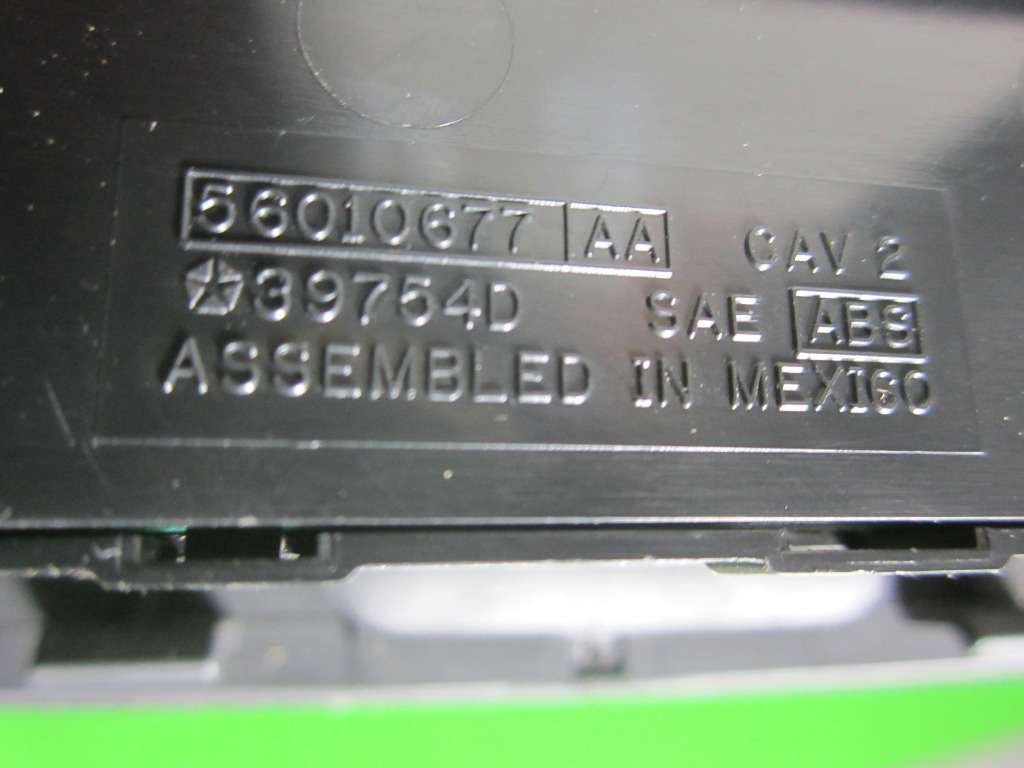 56010677 AA CAV 2
39754D SAE ABS
ASSEMBLED IN MEXICO